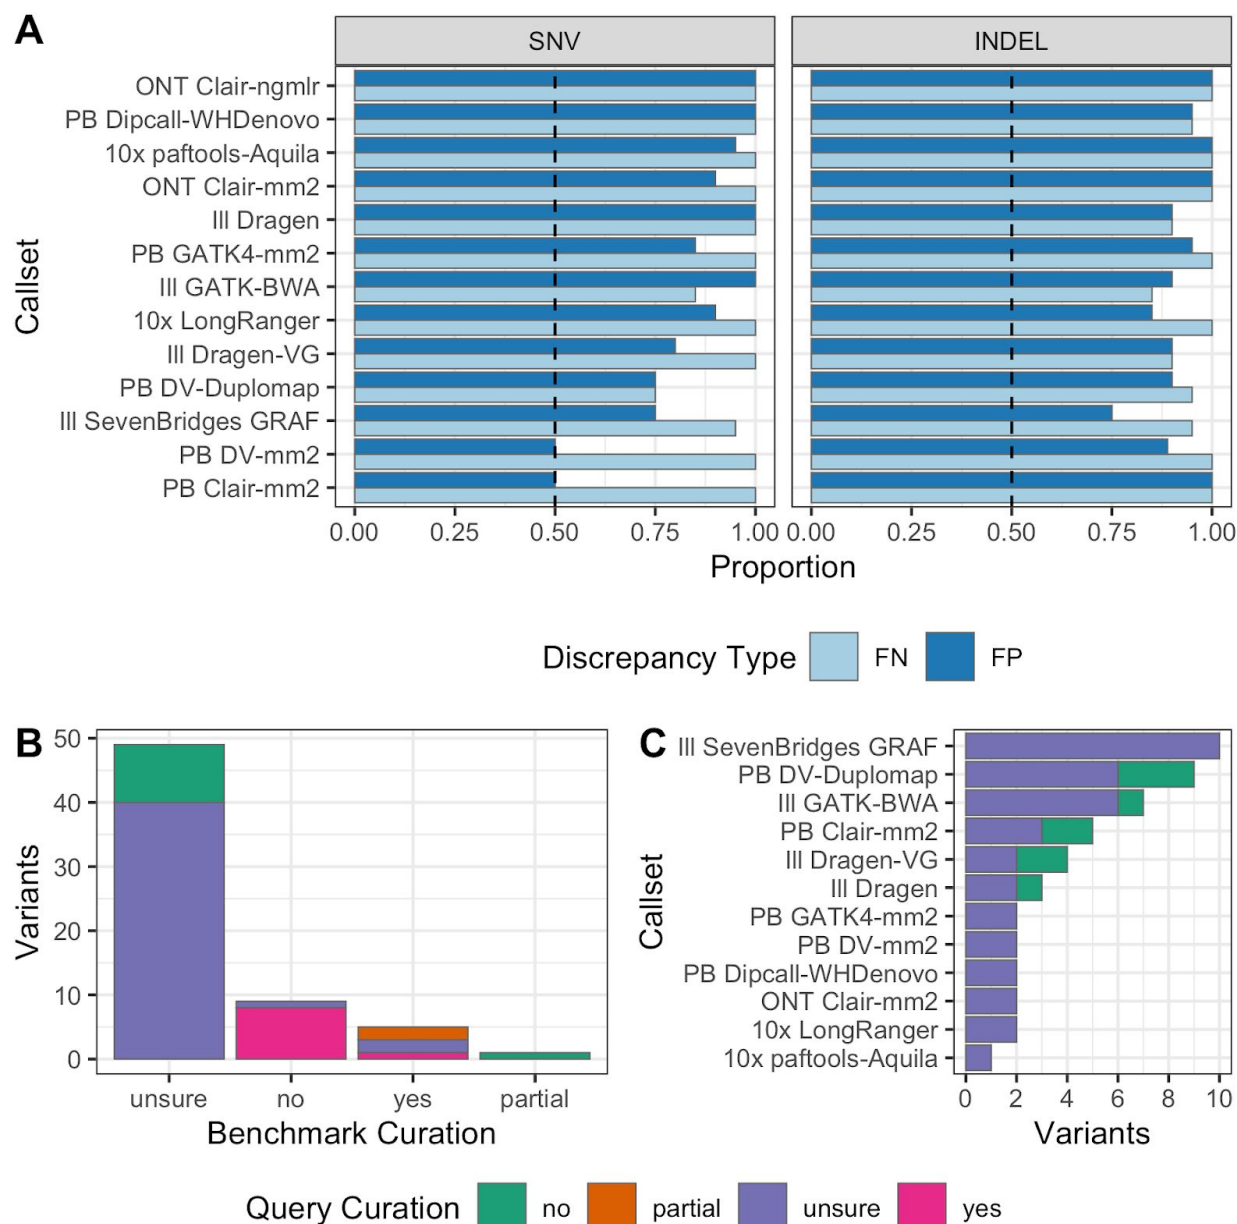 A
SNV
INDEL
Callset
ONT Clair-ngmlr
PB Dipcall-WHDenovo
10x paftools-Aquila
ONT Clair-mm2
Ill Dragen
PB GATK4-mm2
Ill GATK-BWA
10x LongRanger
Ill Dragen-VG
PB DV-Duplomap
Ill SevenBridges GRAF
PB DV-mm2
PB Clair-mm2
0.00 0.25 0.50 0.75 1.00 0.00 0.25 0.50 0.75 1.00
Proportion
Discrepancy Type FN FP
B
Variants
50
40
30
20
10
0
unsure no yes partial
Benchmark Curation
C
Callset
Ill SevenBridges GRAF
PB DV-Duplomap
Ill GATK-BWA
PB Clair-mm2
Ill Dragen-VG
Ill Dragen
PB GATK4-mm2
PB DV-mm2
PB Dipcall-WHDenovo
ONT Clair-mm2
10x LongRanger
10x paftools-Aquila
0 2 4 6 8 10
Variants
Query Curation no partial unsure yes